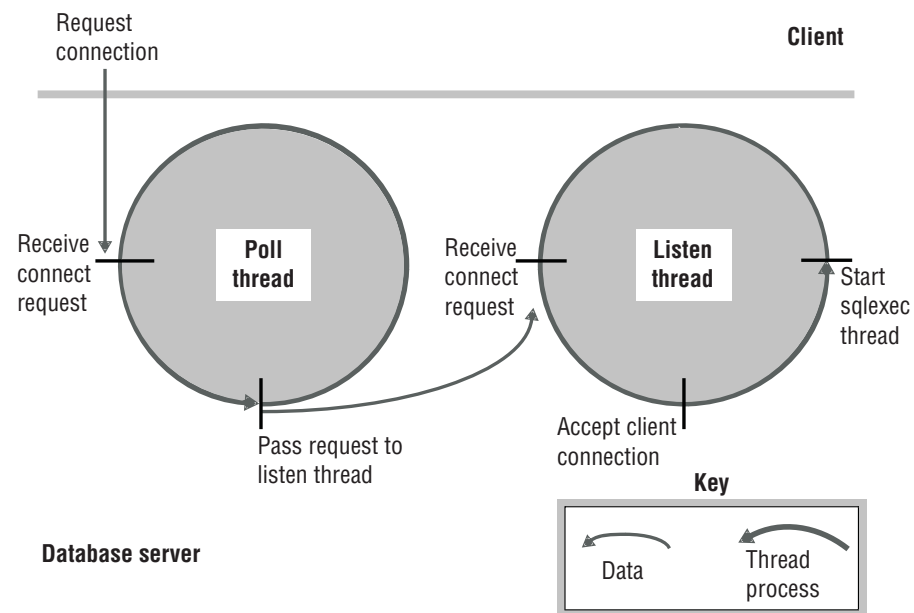 Request
connection
Client
Receive
connect
request
Poll
thread
Receive
connect
request
Listen
thread
Start
sqlexec
thread
Pass request to
listen thread
Accept client
connection
Key
Database server
Data
Thread
process